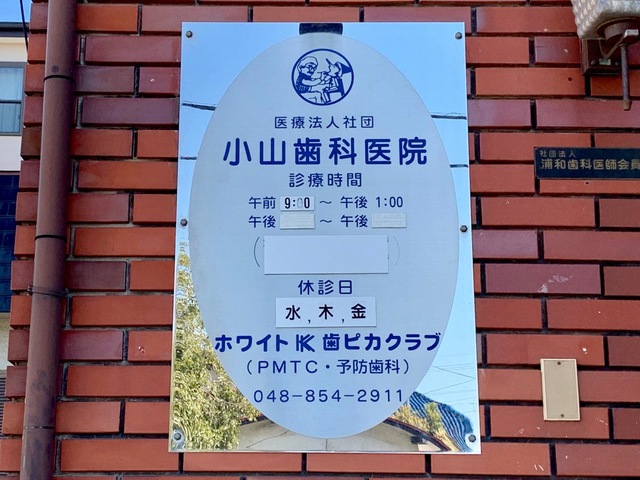 医療法人社団
小山歯科医院
診療時間
午前 9:00 ～ 午後 1:00
午後 ～ 午後
( )
休診日
水,木,金
ホワイトK歯ピカクラブ
(PMTC・予防歯科)
048-854-2911
社団法人
浦和歯科医師会員